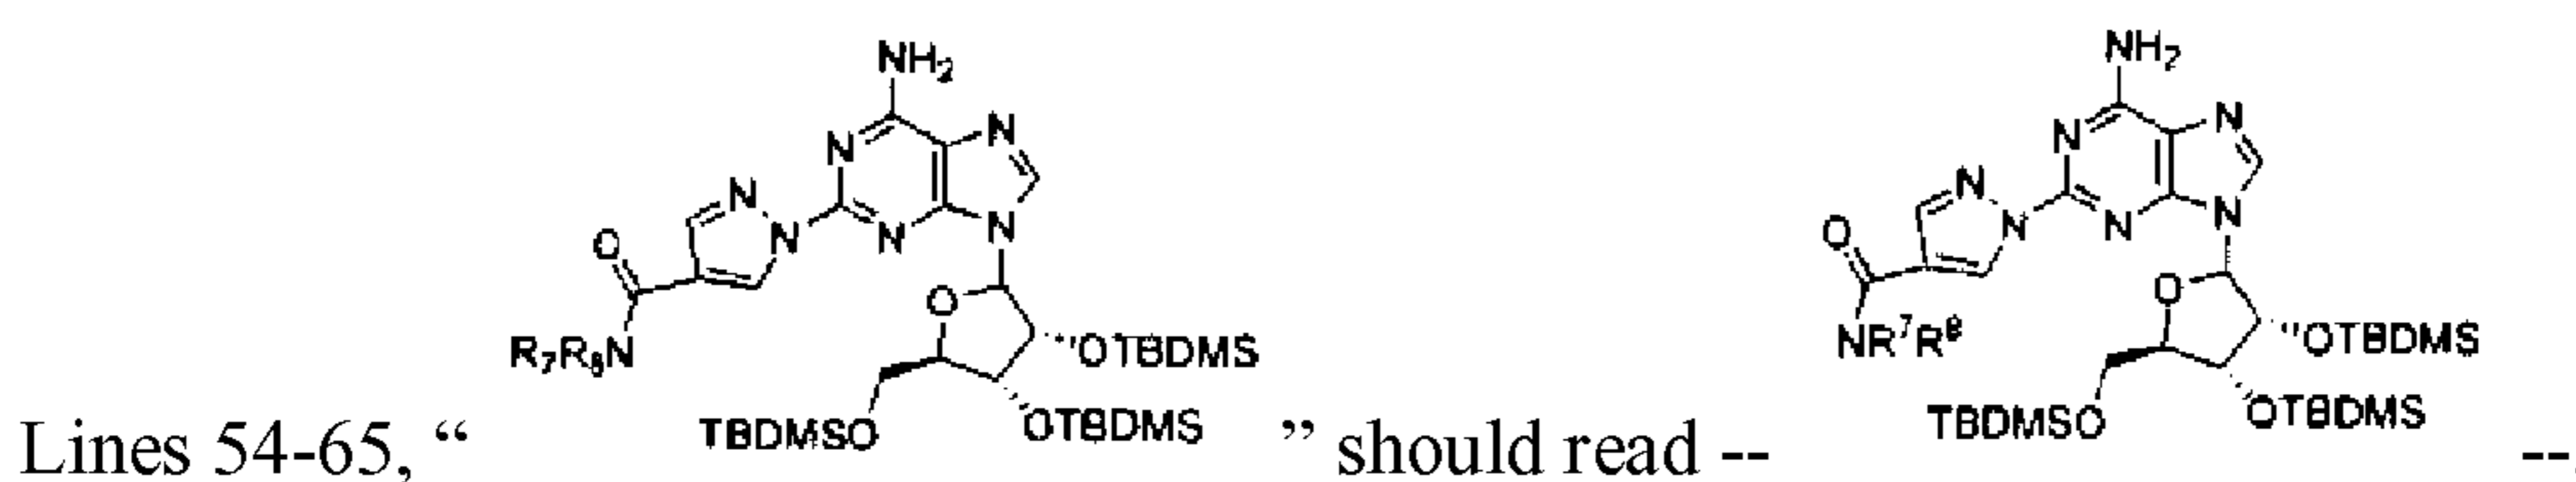 NH₂ NH₂
N N N N
N N N N N N N N
O O
R₇R₈N O NR⁷R⁸ O
OTBDMS OTBDMS
Lines 54-65, “ TBDMSO OTBDMS ” should read -- TBDMSO OTBDMS --